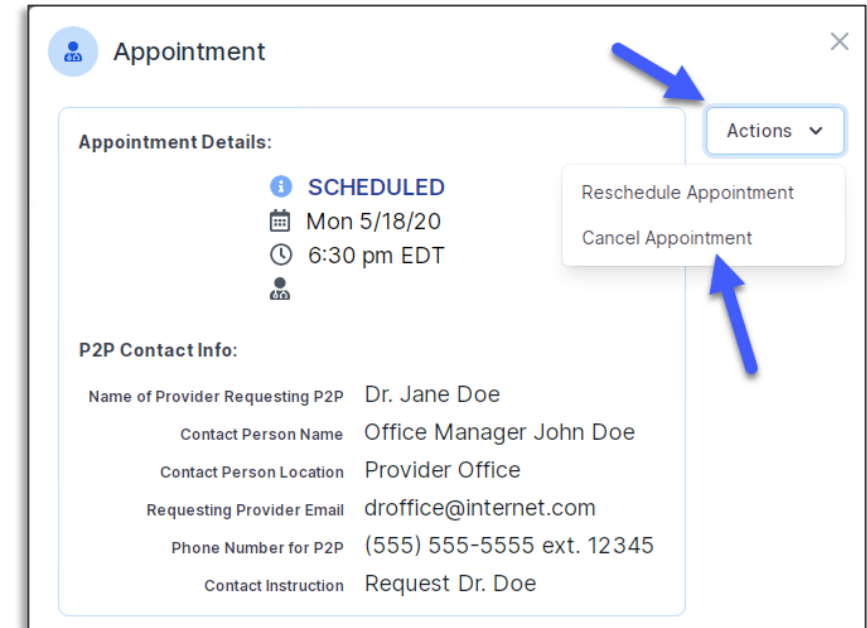 Appointment
Actions
Appointment Details:
SCHEDULED
Mon 5/18/20
6:30 pm EDT
Reschedule Appointment
Cancel Appointment
P2P Contact Info:
Name of Provider Requesting P2P Dr. Jane Doe
Contact Person Name Office Manager John Doe
Contact Person Location Provider Office
Requesting Provider Email droffice@internet.com
Phone Number for P2P (555) 555-5555 ext. 12345
Contact Instruction Request Dr. Doe